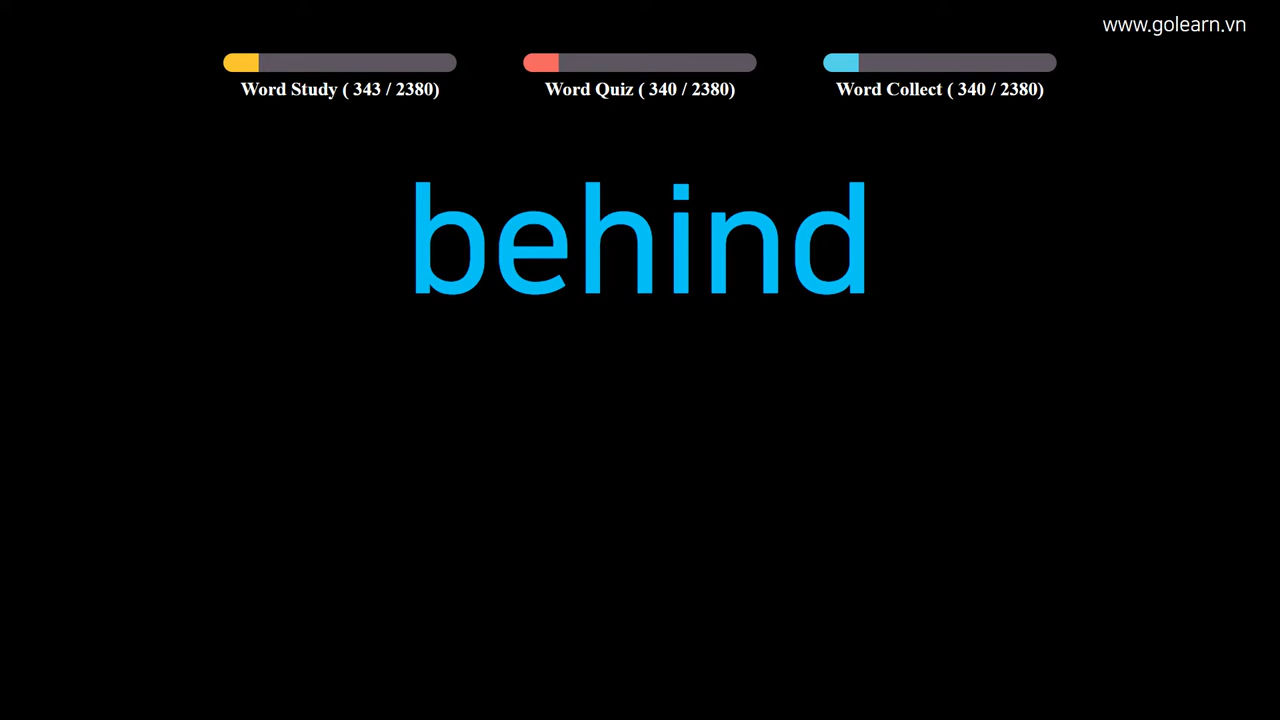 www.golearn.vn
Word Study ( 343 / 2380)
Word Quiz ( 340 / 2380)
Word Collect ( 340 / 2380)
behind